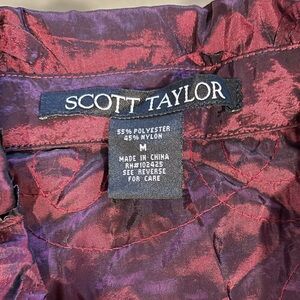 SCOTT TAYLOR
55% POLYESTER
45% NYLON
M
MADE IN CHINA
RN#102425
SEE REVERSE
FOR CARE